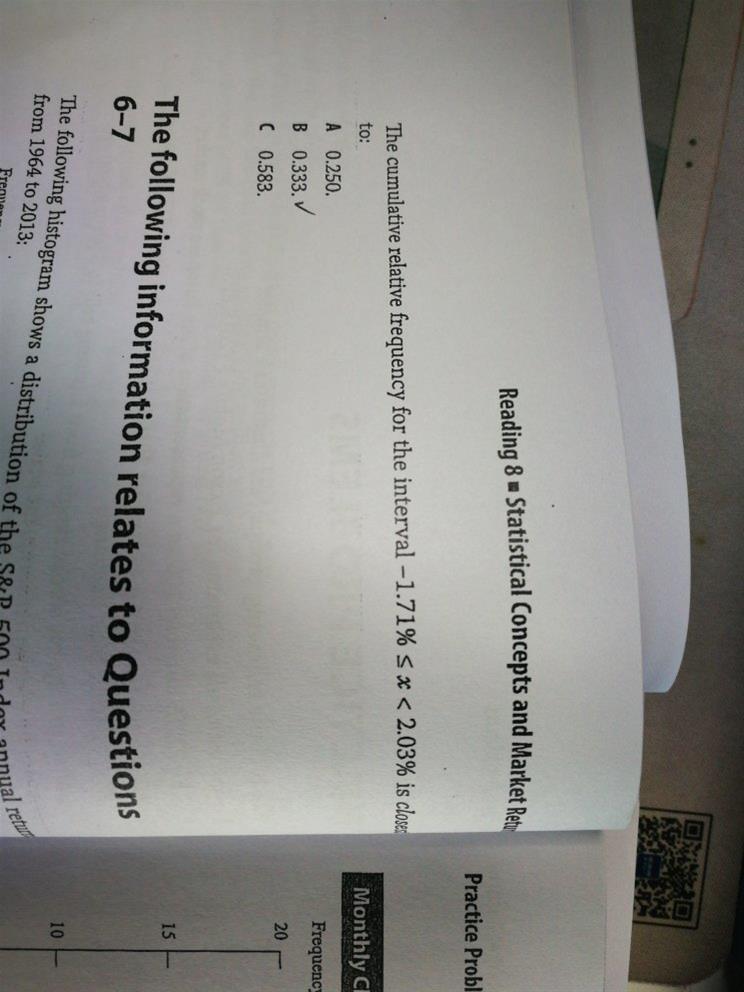 Reading 8 ■ Statistical Concepts and Market
The cumulative relative frequency for the interval −1.71% ≤ x < 2.03% is
to:
A 0.250.
B 0.333. ✓
C 0.583.
The following information relates to Questions
6–7
The following histogram shows a distribution of the S&P 500 Index annual
from 1964 to 2013:
Practice
Monthly
Frequency
20
15
10